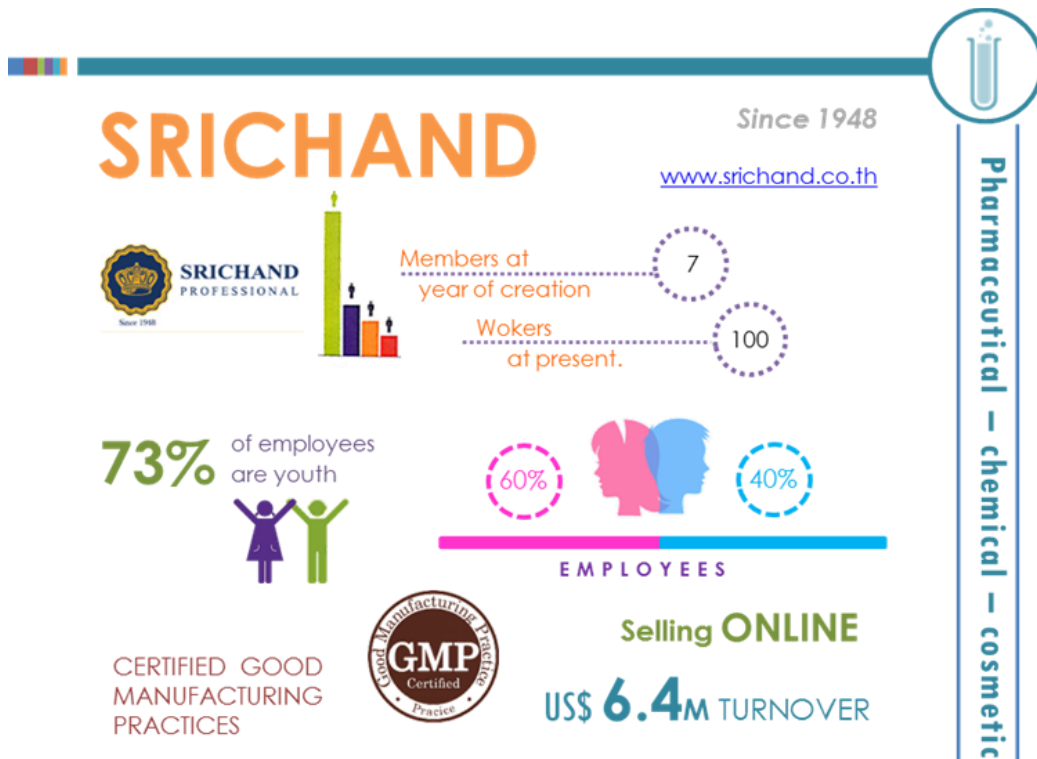 SRICHAND
Since 1948
www.srichand.co.th
SRICHAND
PROFESSIONAL
Since 1948
Members at
year of creation
7
Wokers
at present.
100
73%
of employees
are youth
60%
40%
EMPLOYEES
CERTIFIED GOOD
MANUFACTURING
PRACTICES
Good Manufacturing Practice
GMP
Certified
Pracice
Selling ONLINE
US$ 6.4M TURNOVER
Pharmaceutical – chemical – cosmetic